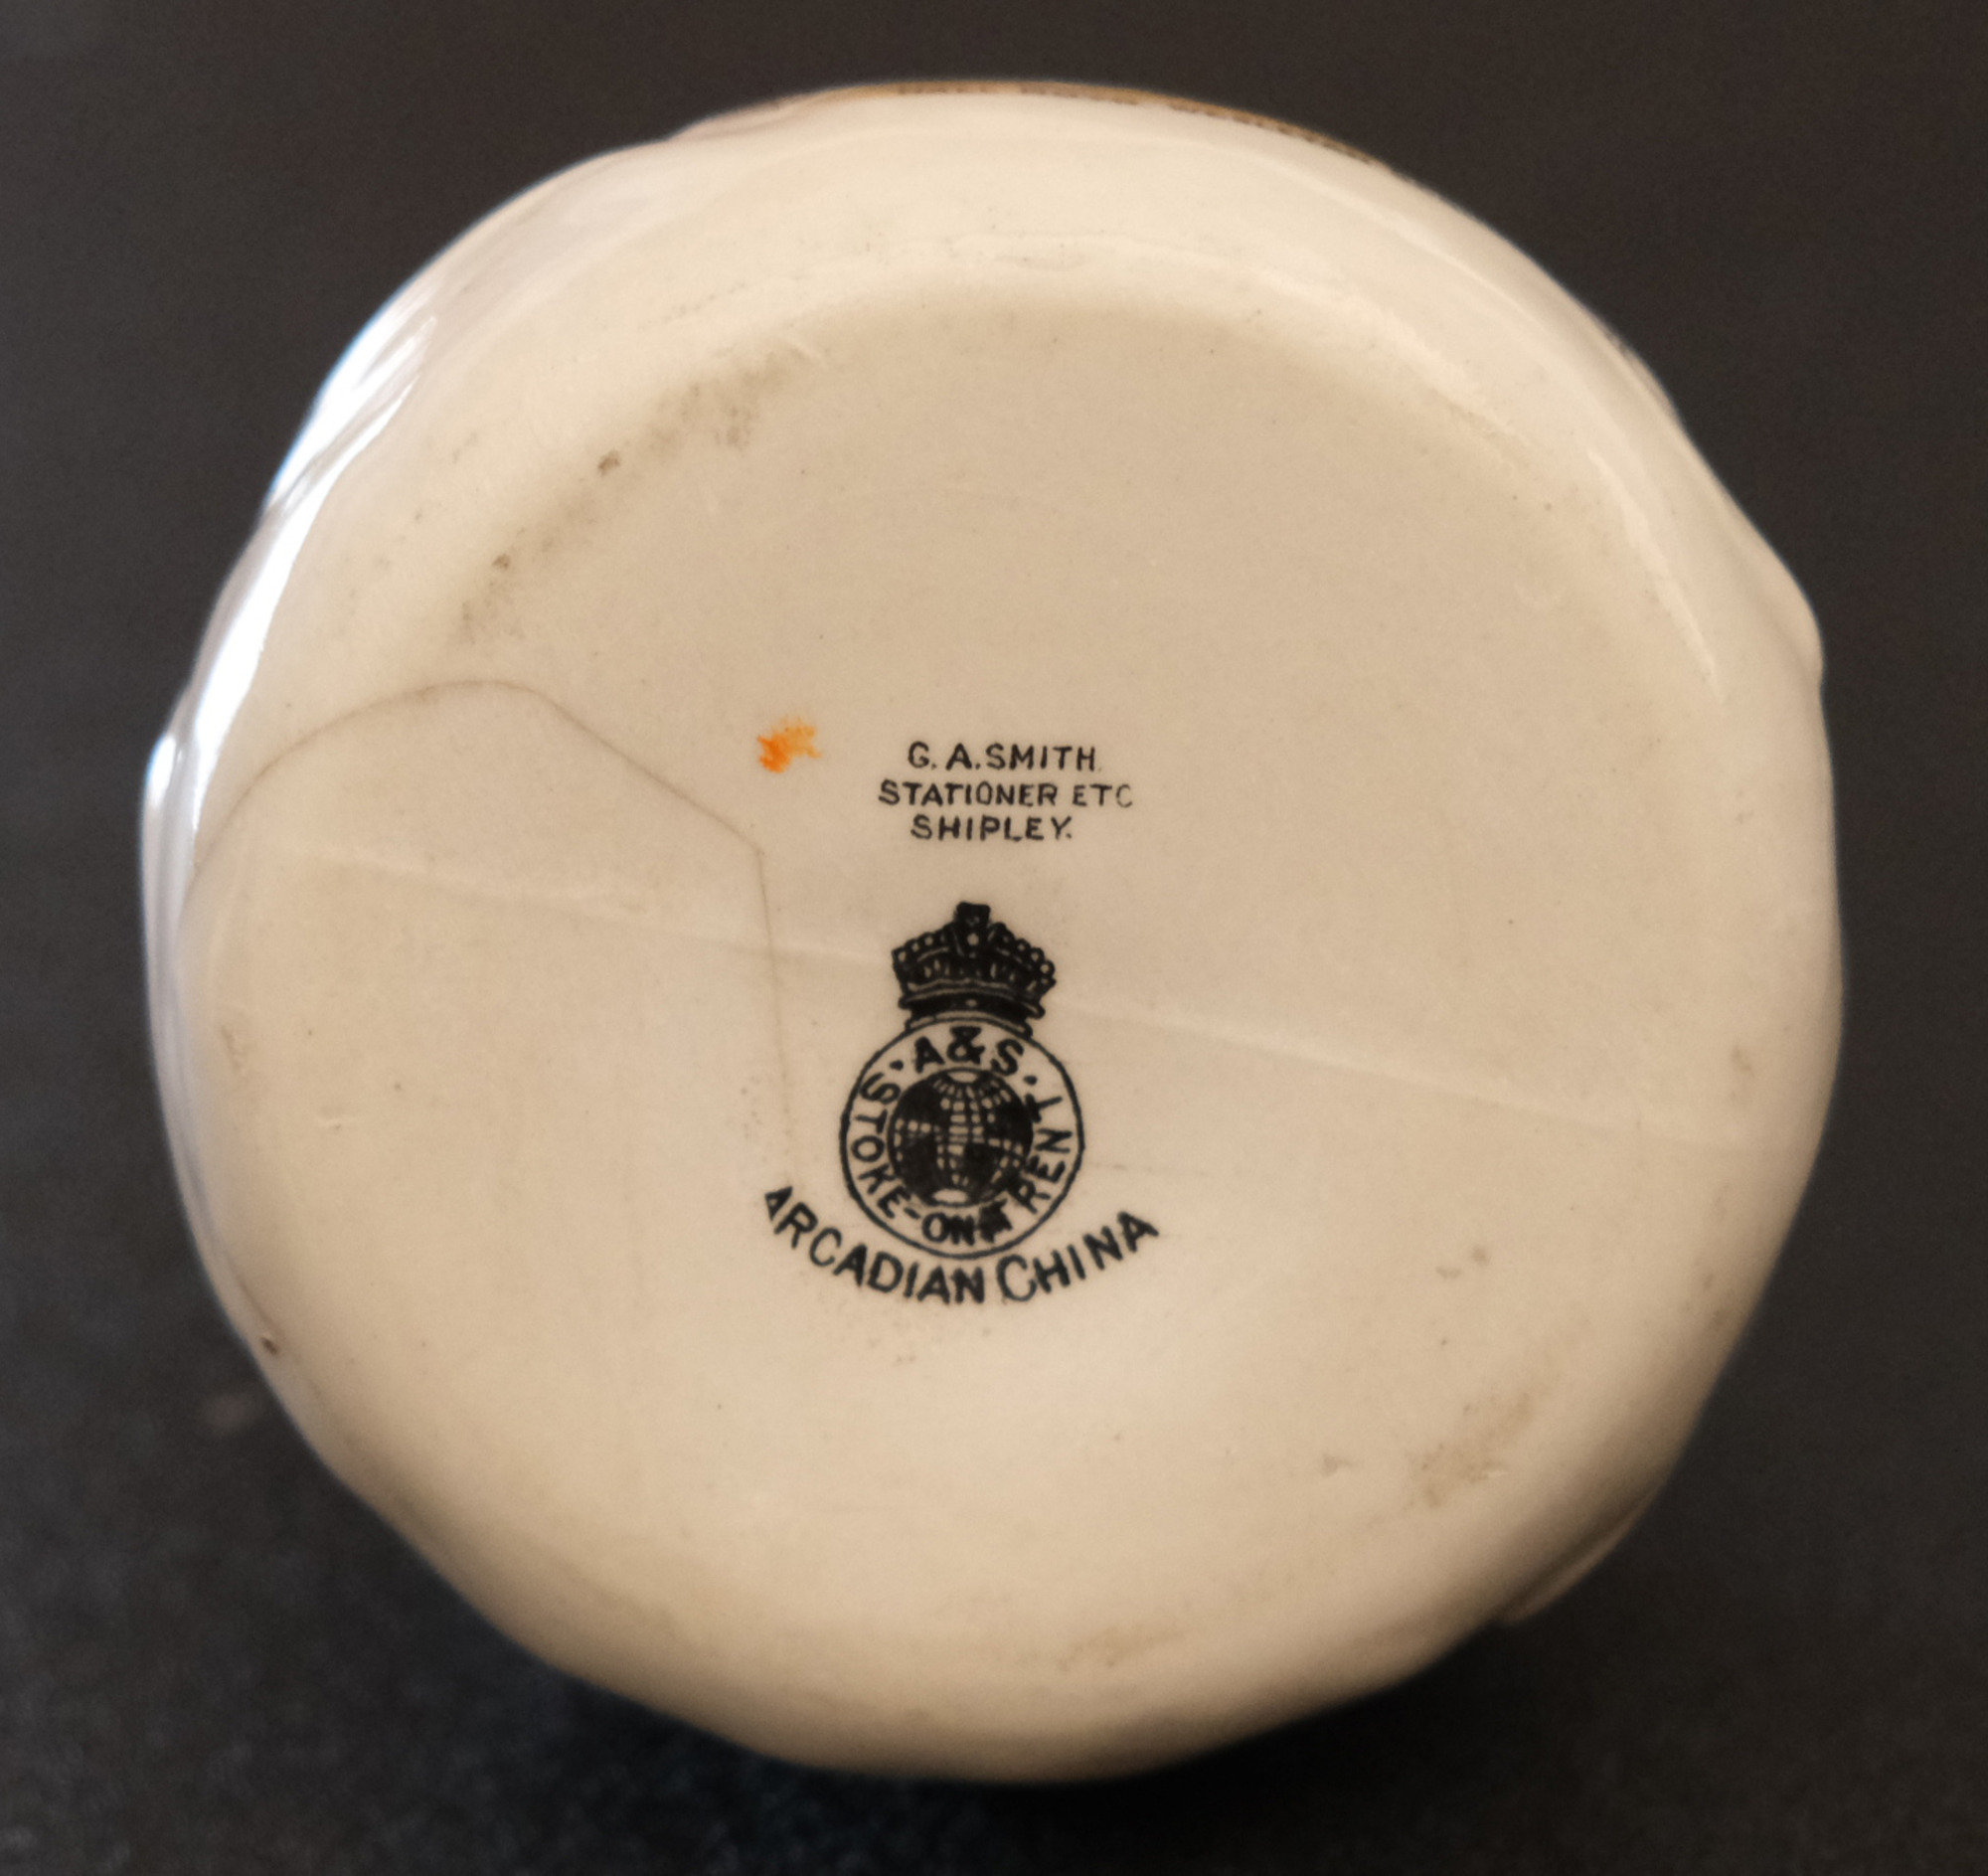 G. A. SMITH.
STATIONER ETC
SHIPLEY.
· A & S ·
STOKE-ON-TRENT
ARCADIAN CHINA